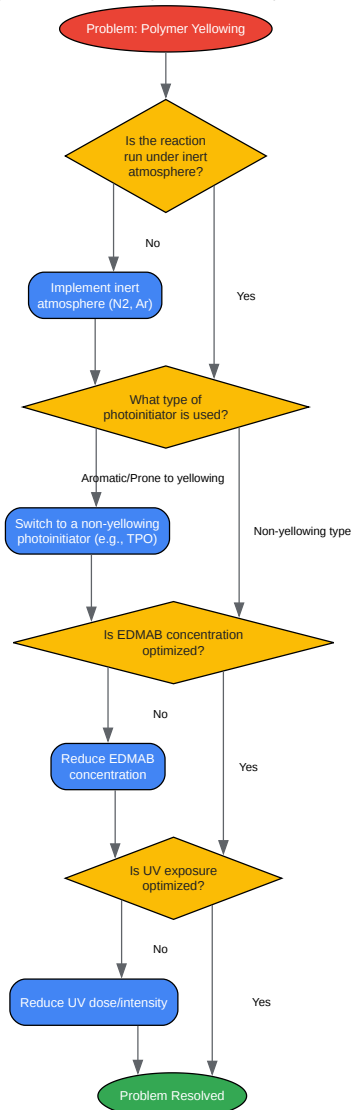 Problem: Polymer Yellowing
Is the reaction
run under inert
atmosphere?
No
Implement inert
atmosphere (N2, Ar)
Yes
What type of
photoinitiator is used?
Aromatic/Prone to yellowing
Switch to a non-yellowing
photoinitiator (e.g., TPO)
Non-yellowing type
Is EDMAB concentration
optimized?
No
Reduce EDMAB
concentration
Yes
Is UV exposure
optimized?
No
Reduce UV dose/intensity
Yes
Problem Resolved